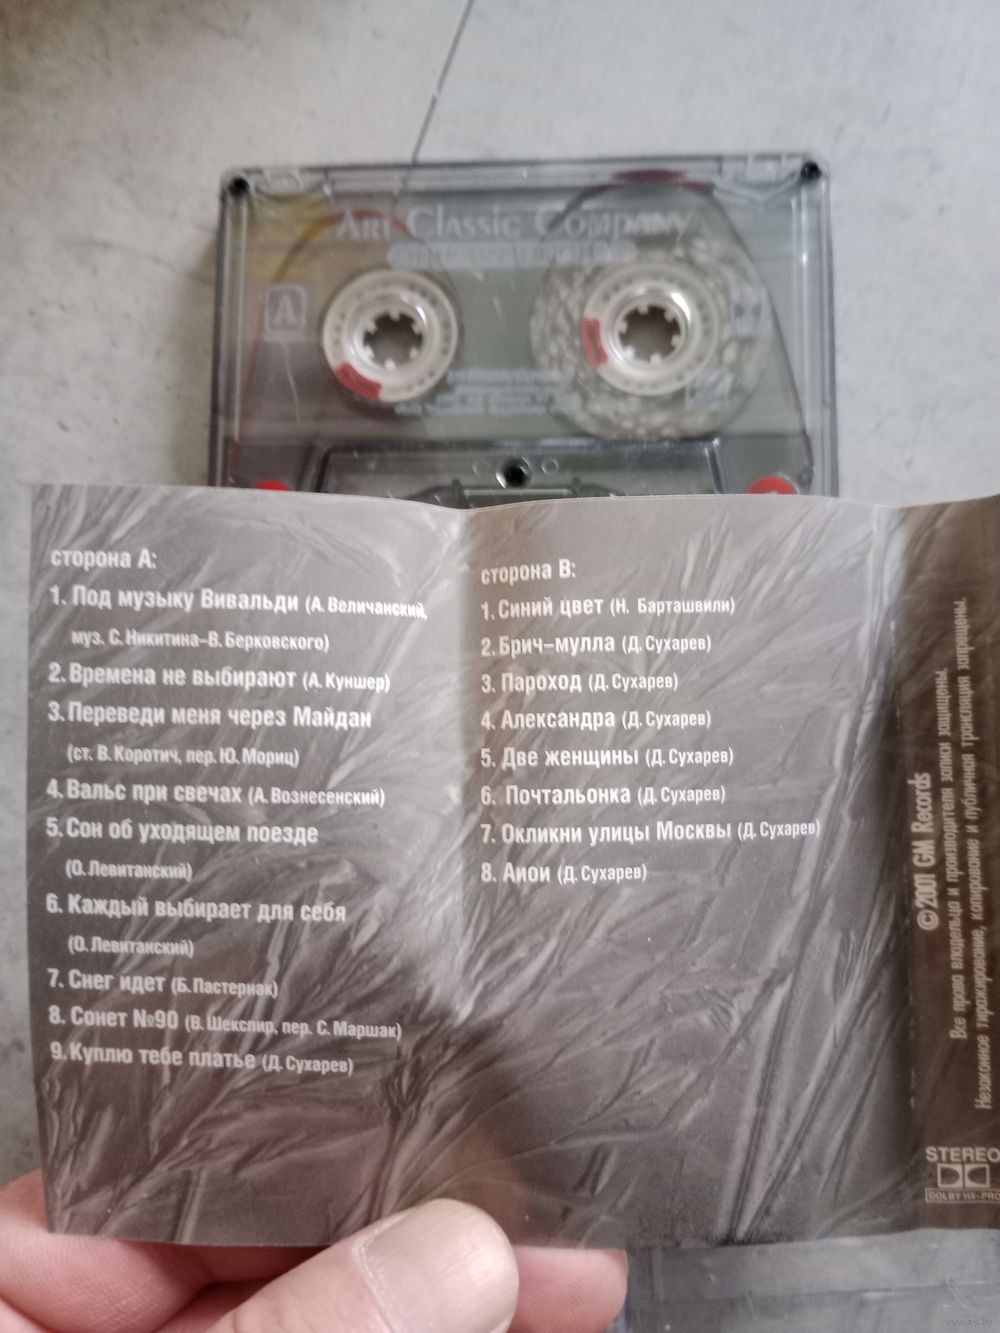 Art Classic Company
A
сторона А:
1. Под музыку Вивальди (А. Величанский,
муз. С. Никитина–В. Берковского)
2. Времена не выбирают (А. Куншер)
3. Переведи меня через Майдан
(ст. В. Коротич, пер. Ю. Мориц)
4. Вальс при свечах (А. Вознесенский)
5. Сон об уходящем поезде
(О. Левитанский)
6. Каждый выбирает для себя
(О. Левитанский)
7. Снег идет (Б. Пастернак)
8. Сонет №90 (В. Шекспир, пер. С. Маршак)
9. Куплю тебе платье (Д. Сухарев)
сторона В:
1. Синий цвет (Н. Барташвили)
2. Брич–мулла (Д. Сухарев)
3. Пароход (Д. Сухарев)
4. Александра (Д. Сухарев)
5. Две женщины (Д. Сухарев)
6. Почтальонка (Д. Сухарев)
7. Окликни улицы Москвы (Д. Сухарев)
8. Аиои (Д. Сухарев)
©2001 GM Records
Все права владельца и производителя записи защищены.
Незаконное тиражирование, копирование и публичная трансляция запрещены.
STEREO
DOLBY HX-PRO
www.ay.by